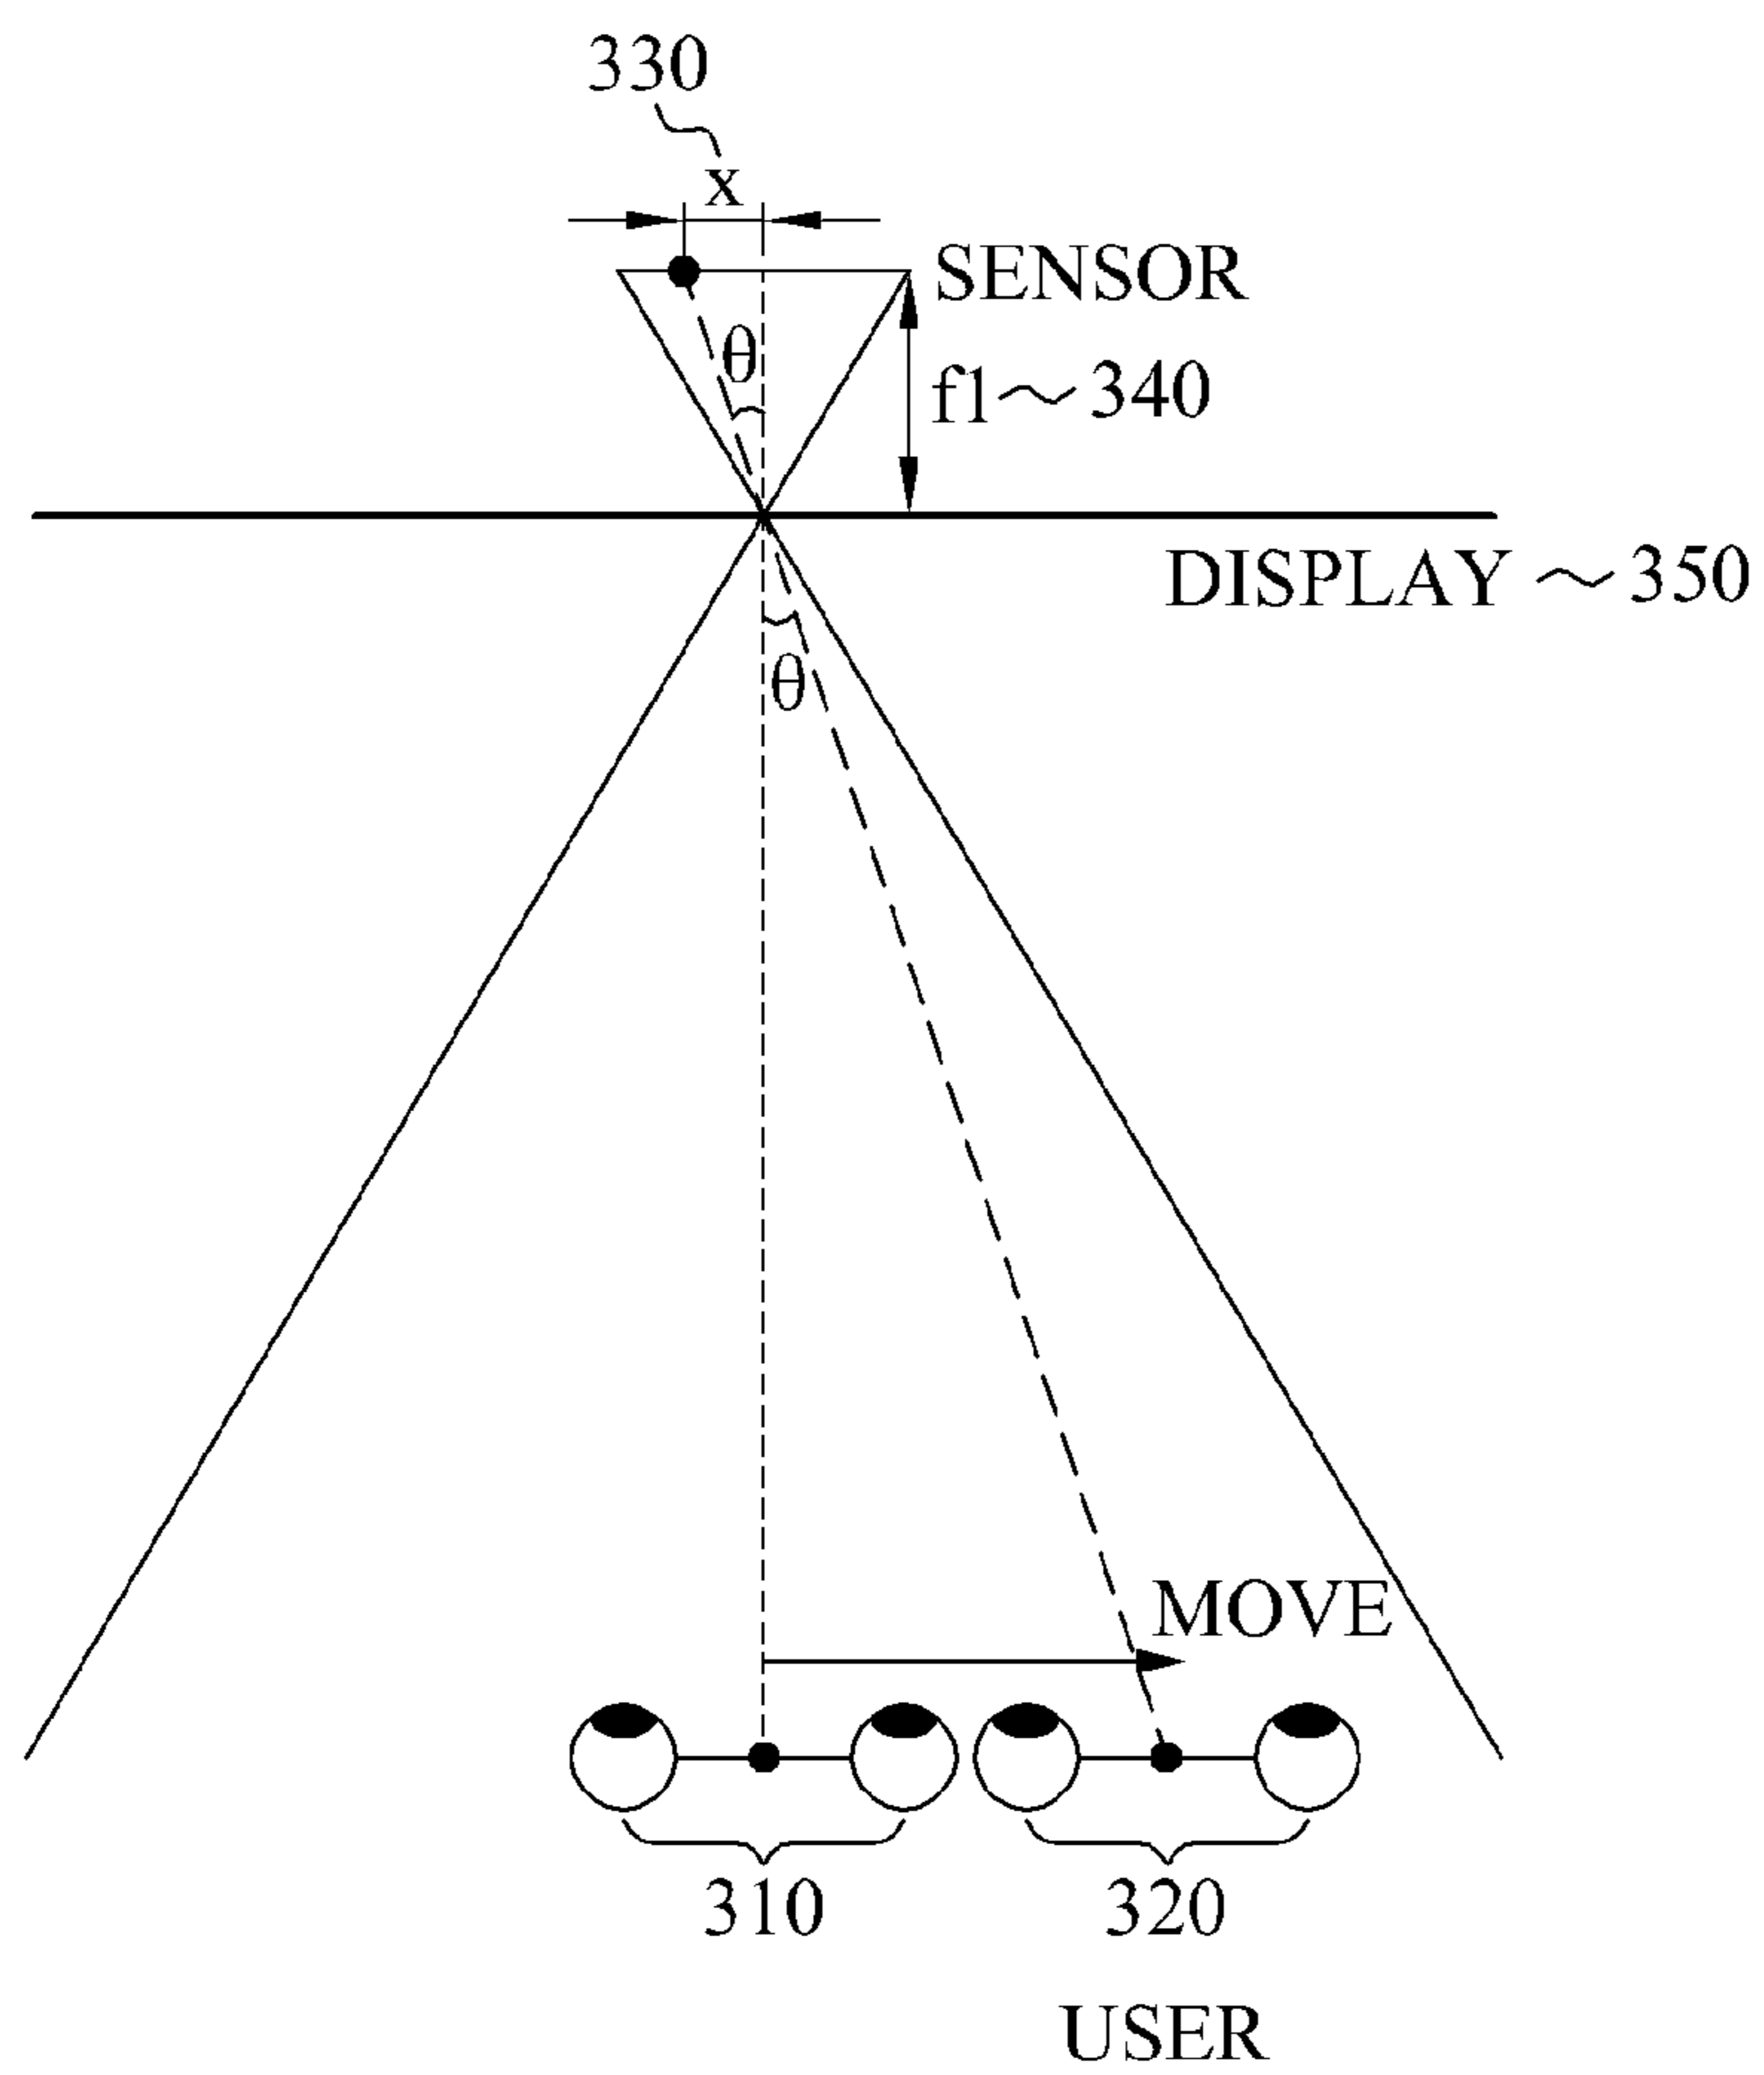 330
x
SENSOR
θ
f1～340
DISPLAY～350
θ
MOVE
310
320
USER